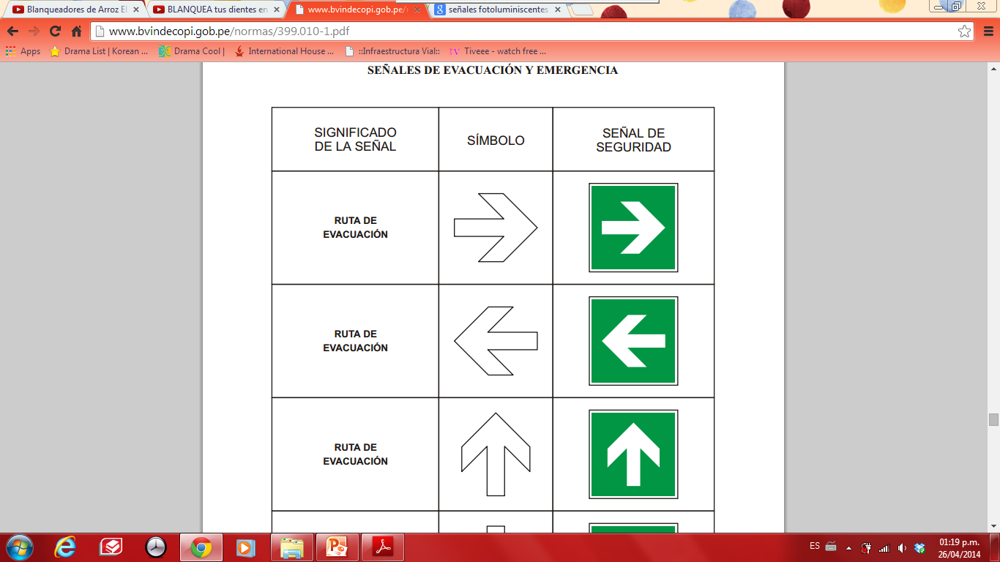 Blanqueadores de Arroz El
BLANQUEA tus dientes en
www.bvindecopi.gob.pe/
señales fotoluminiscentes
www.bvindecopi.gob.pe/normas/399.010-1.pdf
Apps
Drama List | Korean ...
Drama Cool |
International House ...
::Infraestructura Vial::
Tiveee - watch free ...
SEÑALES DE EVACUACIÓN Y EMERGENCIA
SIGNIFICADO
DE LA SEÑAL
SÍMBOLO
SEÑAL DE
SEGURIDAD
RUTA DE
EVACUACIÓN
RUTA DE
EVACUACIÓN
RUTA DE
EVACUACIÓN
ES
01:19 p.m.
26/04/2014